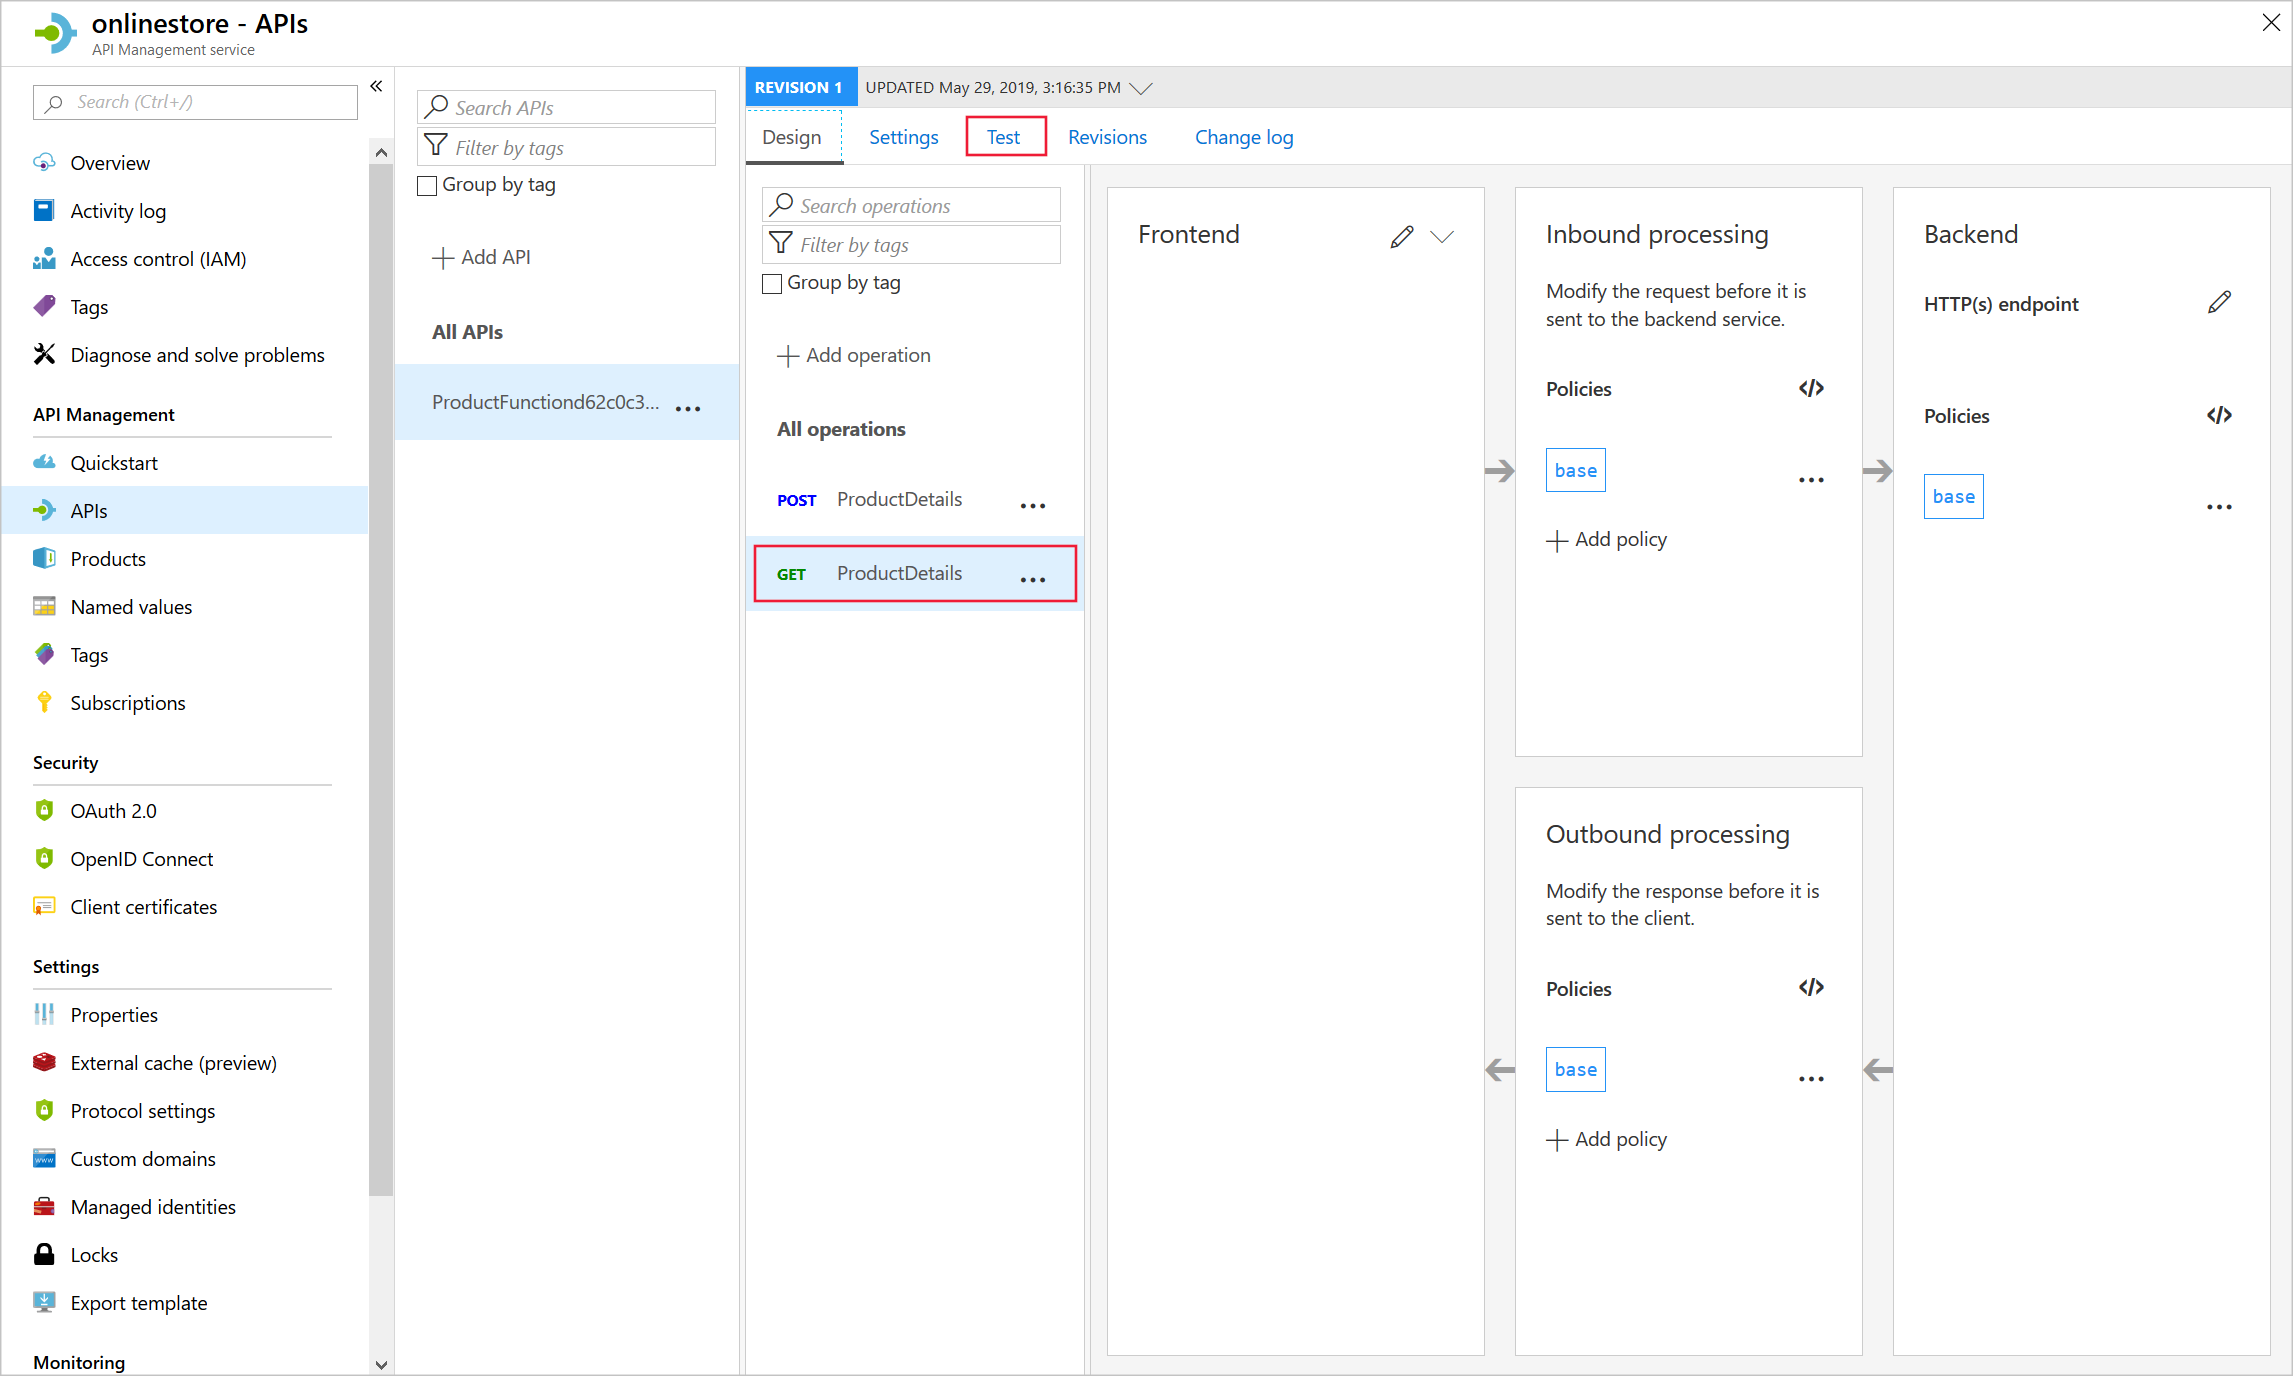 onlinestore - APIs
API Management service
Search (Ctrl+/)
Overview
Activity log
Access control (IAM)
Tags
Diagnose and solve problems
API Management
Quickstart
APIs
Products
Named values
Tags
Subscriptions
Security
OAuth 2.0
OpenID Connect
Client certificates
Settings
Properties
External cache (preview)
Protocol settings
Custom domains
Managed identities
Locks
Export template
Monitoring
Search APIs
Filter by tags
Group by tag
Add API
All APIs
ProductFunctiond62c0c3...
REVISION 1 UPDATED May 29, 2019, 3:16:35 PM
Design Settings Test Revisions Change log
Search operations
Filter by tags
Group by tag
Add operation
All operations
POST ProductDetails
GET ProductDetails
Frontend
Inbound processing
Modify the request before it is
sent to the backend service.
Policies </>
base
Add policy
Outbound processing
Modify the response before it is
sent to the client.
Policies </>
base
Add policy
Backend
HTTP(s) endpoint
Policies </>
base